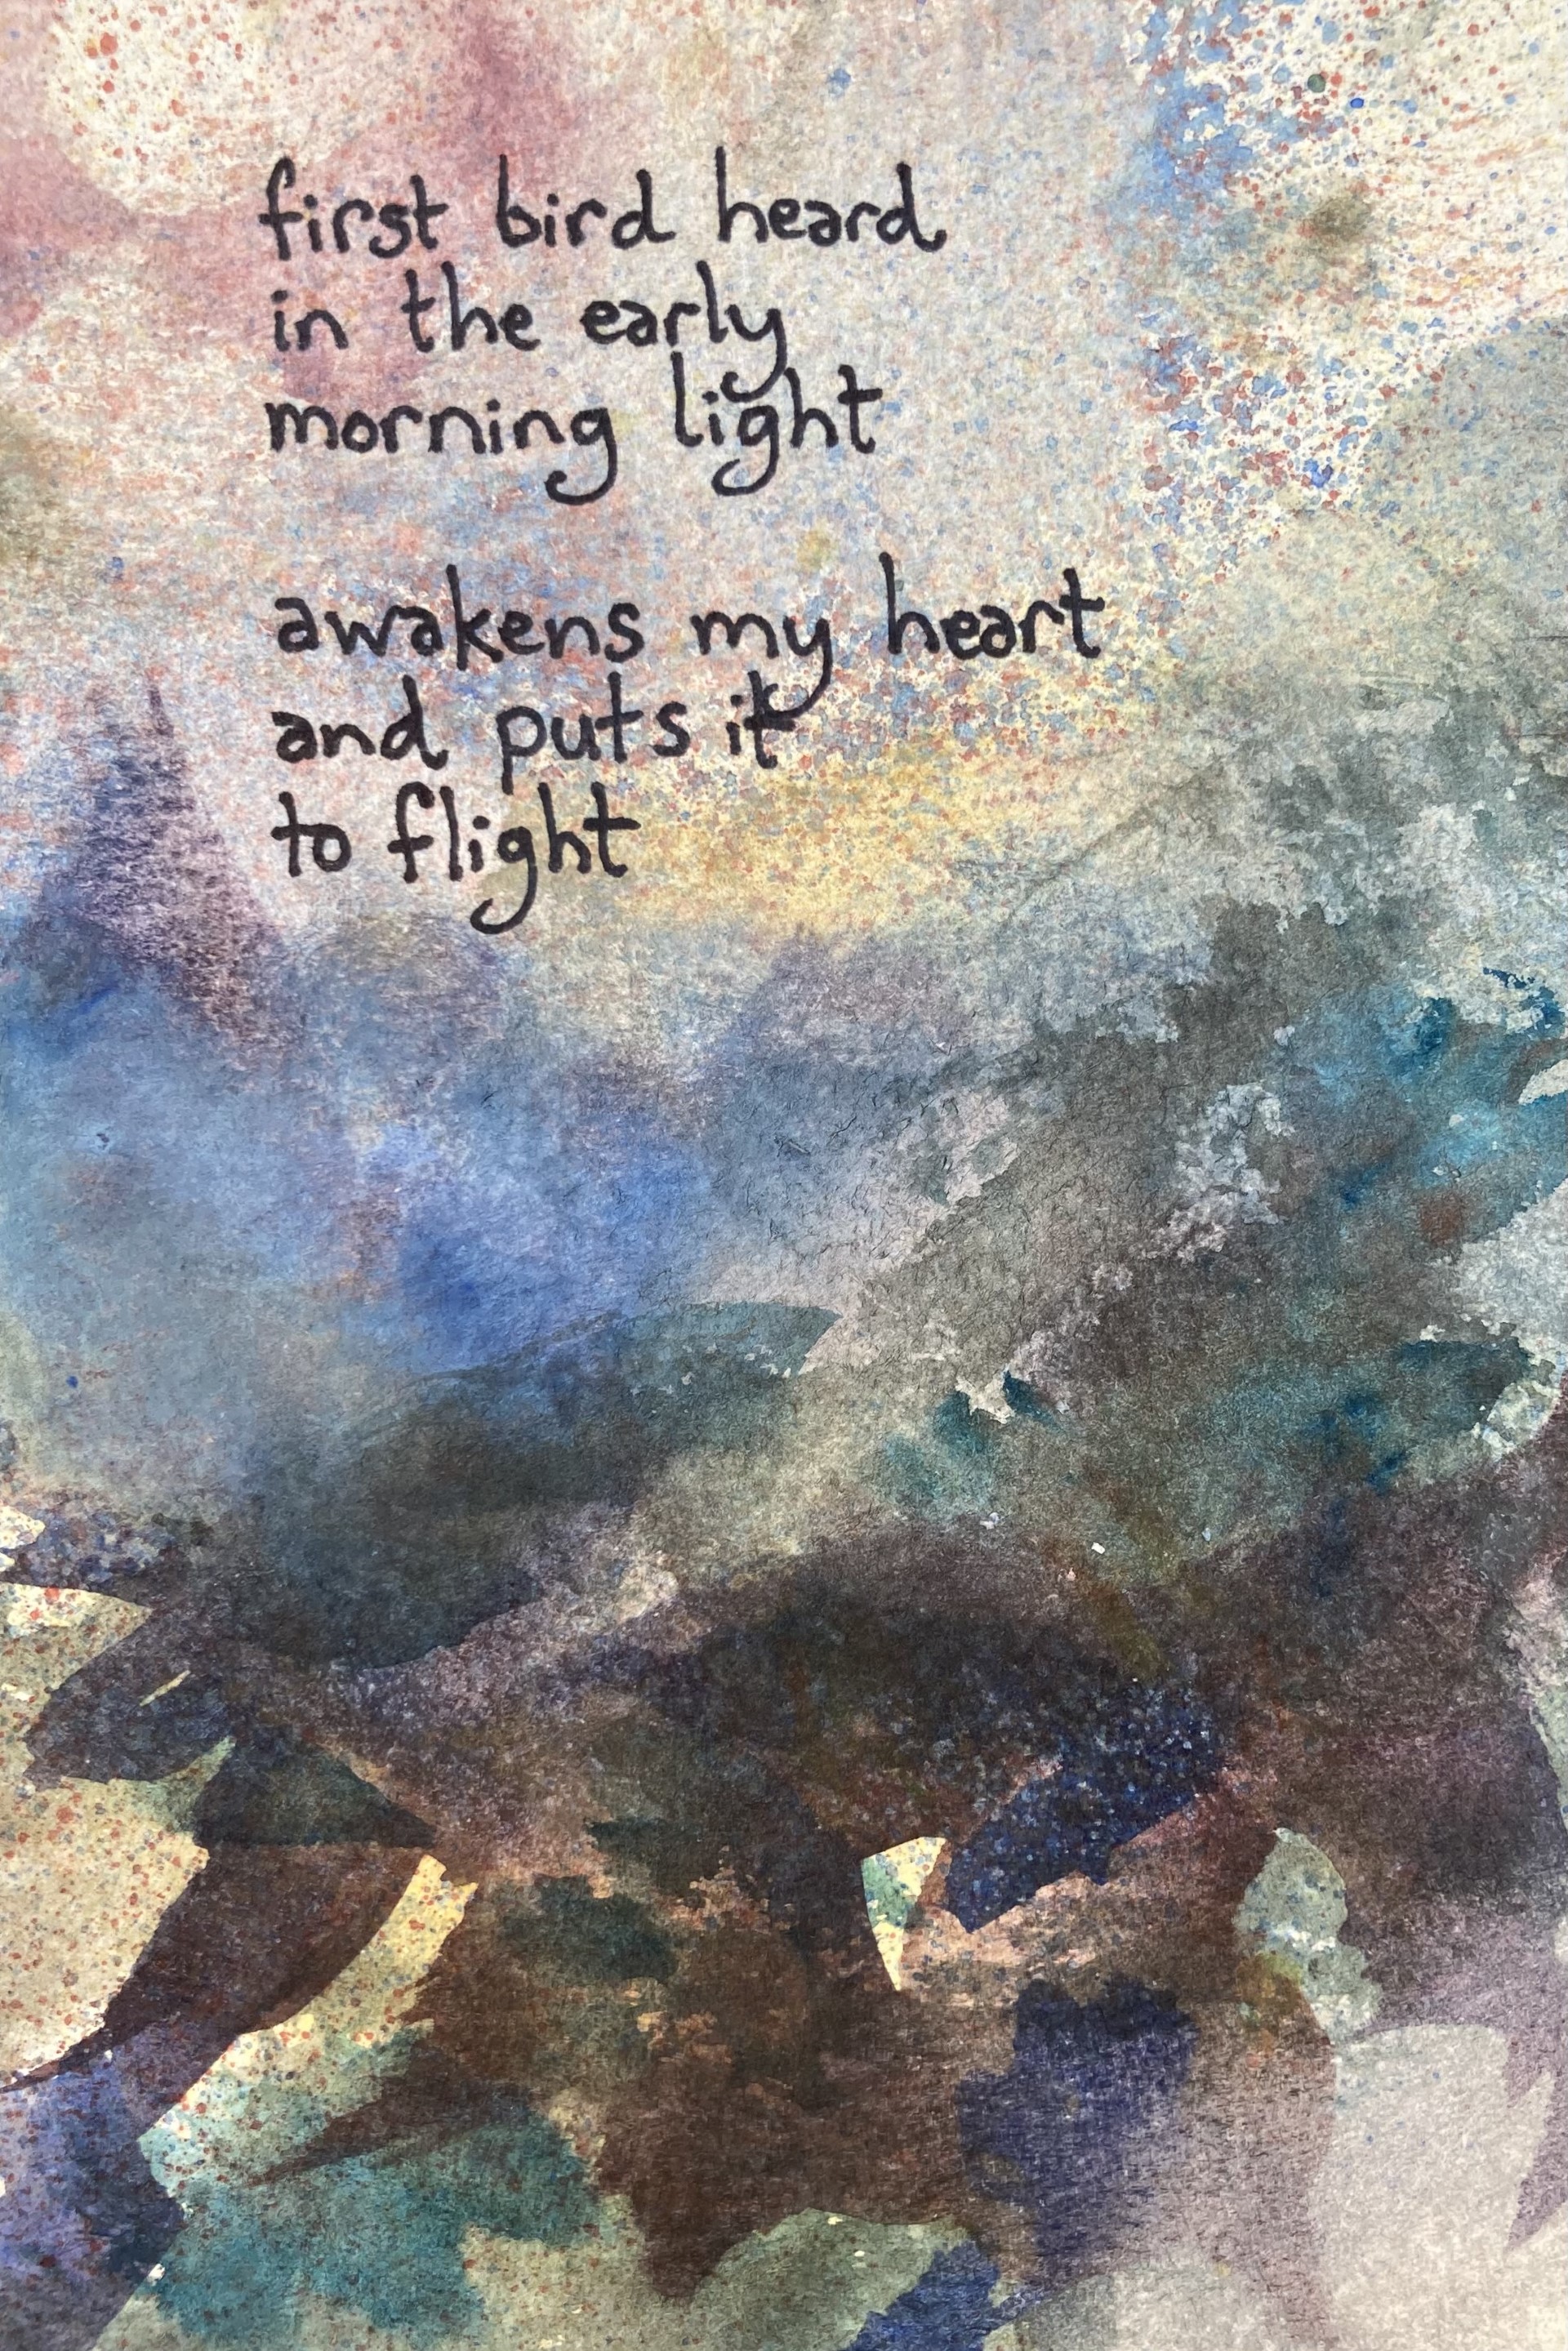 first bird heard
in the early
morning light
awakens my heart
and puts it
to flight